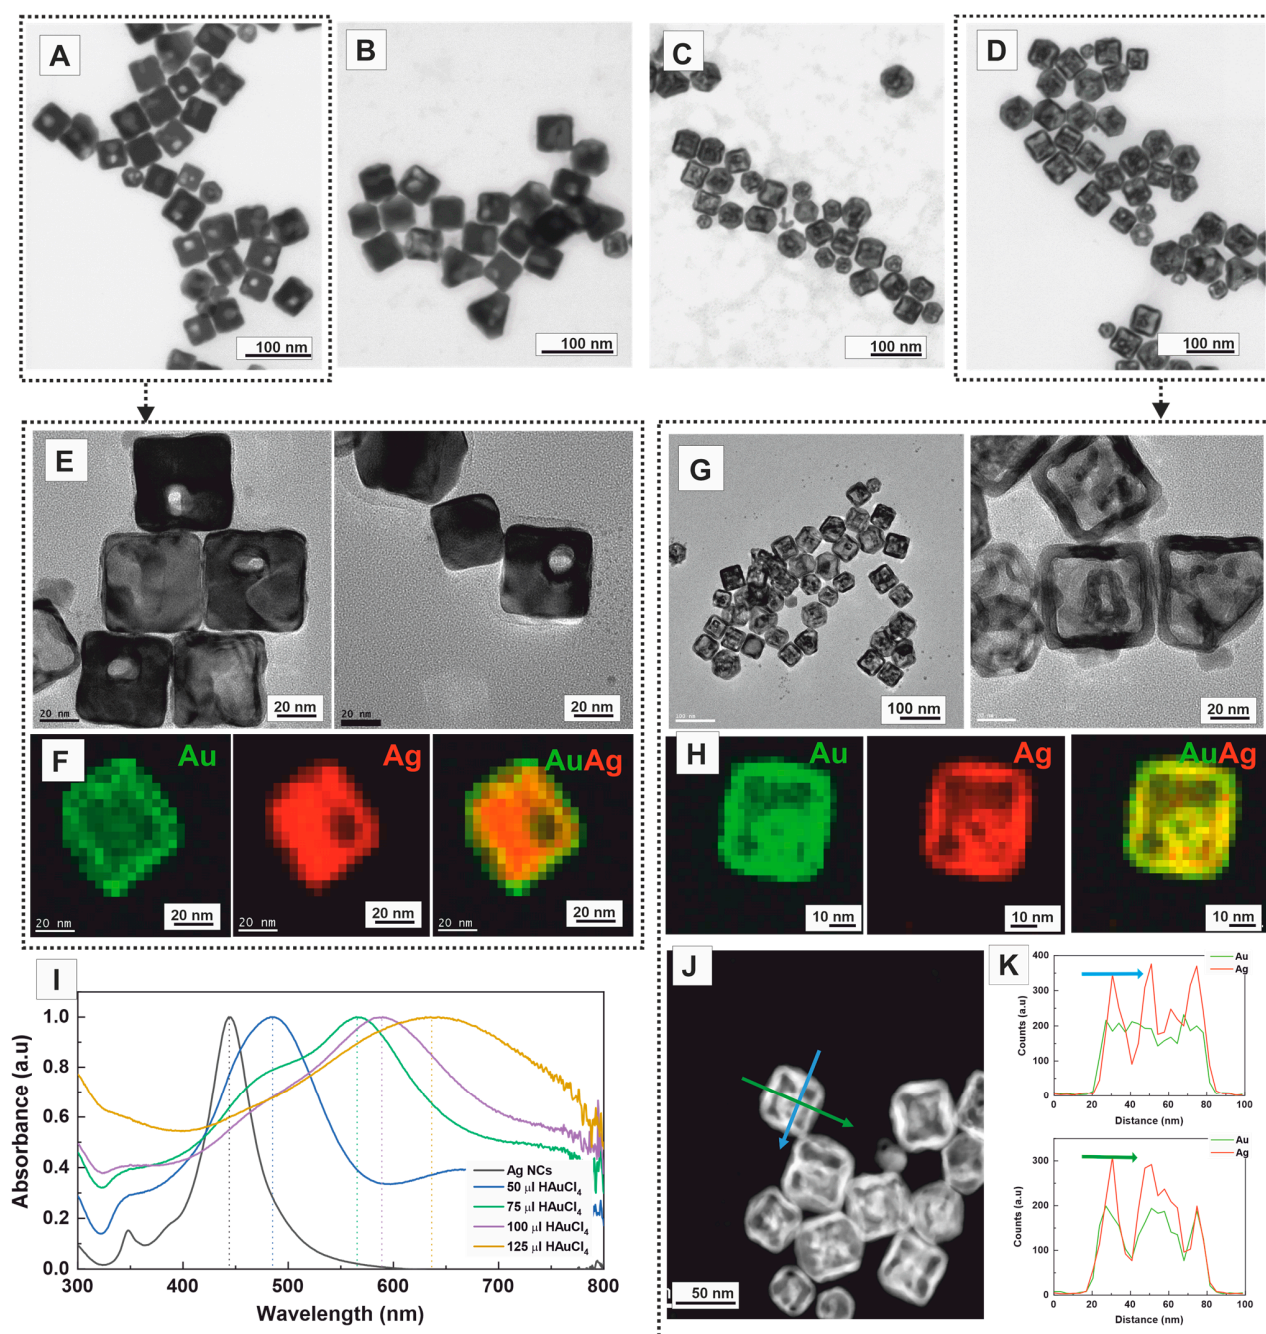 A
B
C
D
100 nm
100 nm
100 nm
100 nm
E
20 nm
20 nm
20 nm
20 nm
G
100 nm
100 nm
20 nm
20 nm
F
Au
Ag
AuAg
20 nm
20 nm
20 nm
20 nm
20 nm
H
Au
Ag
AuAg
10 nm
10 nm
10 nm
I
Absorbance (a.u)
1.0
0.8
0.6
0.4
0.2
0.0
300
400
500
600
700
800
Wavelength (nm)
Ag NCs
50 μl HAuCl4
75 μl HAuCl4
100 μl HAuCl4
125 μl HAuCl4
J
50 nm
K
Au
Ag
Counts (a.u)
400
300
200
100
0
0
20
40
60
80
100
Distance (nm)
Au
Ag
Counts (a.u)
300
200
100
0
0
20
40
60
80
100
Distance (nm)